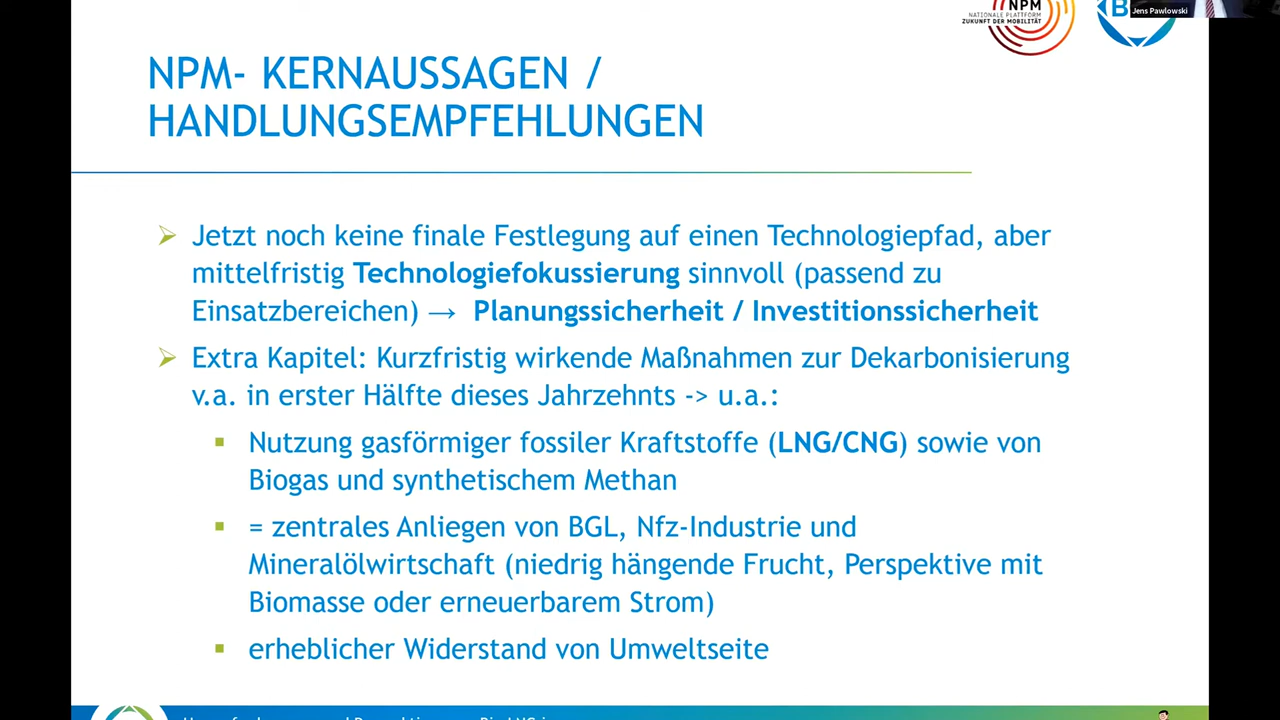 NPM
NATIONALE PLATTFORM
ZUKUNFT DER MOBILITÄT
B
Jens Pawlowski
NPM- KERNAUSSAGEN /
HANDLUNGSEMPFEHLUNGEN
➢ Jetzt noch keine finale Festlegung auf einen Technologiepfad, aber
mittelfristig Technologiefokussierung sinnvoll (passend zu
Einsatzbereichen) → Planungssicherheit / Investitionssicherheit
➢ Extra Kapitel: Kurzfristig wirkende Maßnahmen zur Dekarbonisierung
v.a. in erster Hälfte dieses Jahrzehnts -> u.a.:
▪ Nutzung gasförmiger fossiler Kraftstoffe (LNG/CNG) sowie von
Biogas und synthetischem Methan
▪ = zentrales Anliegen von BGL, Nfz-Industrie und
Mineralölwirtschaft (niedrig hängende Frucht, Perspektive mit
Biomasse oder erneuerbarem Strom)
▪ erheblicher Widerstand von Umweltseite